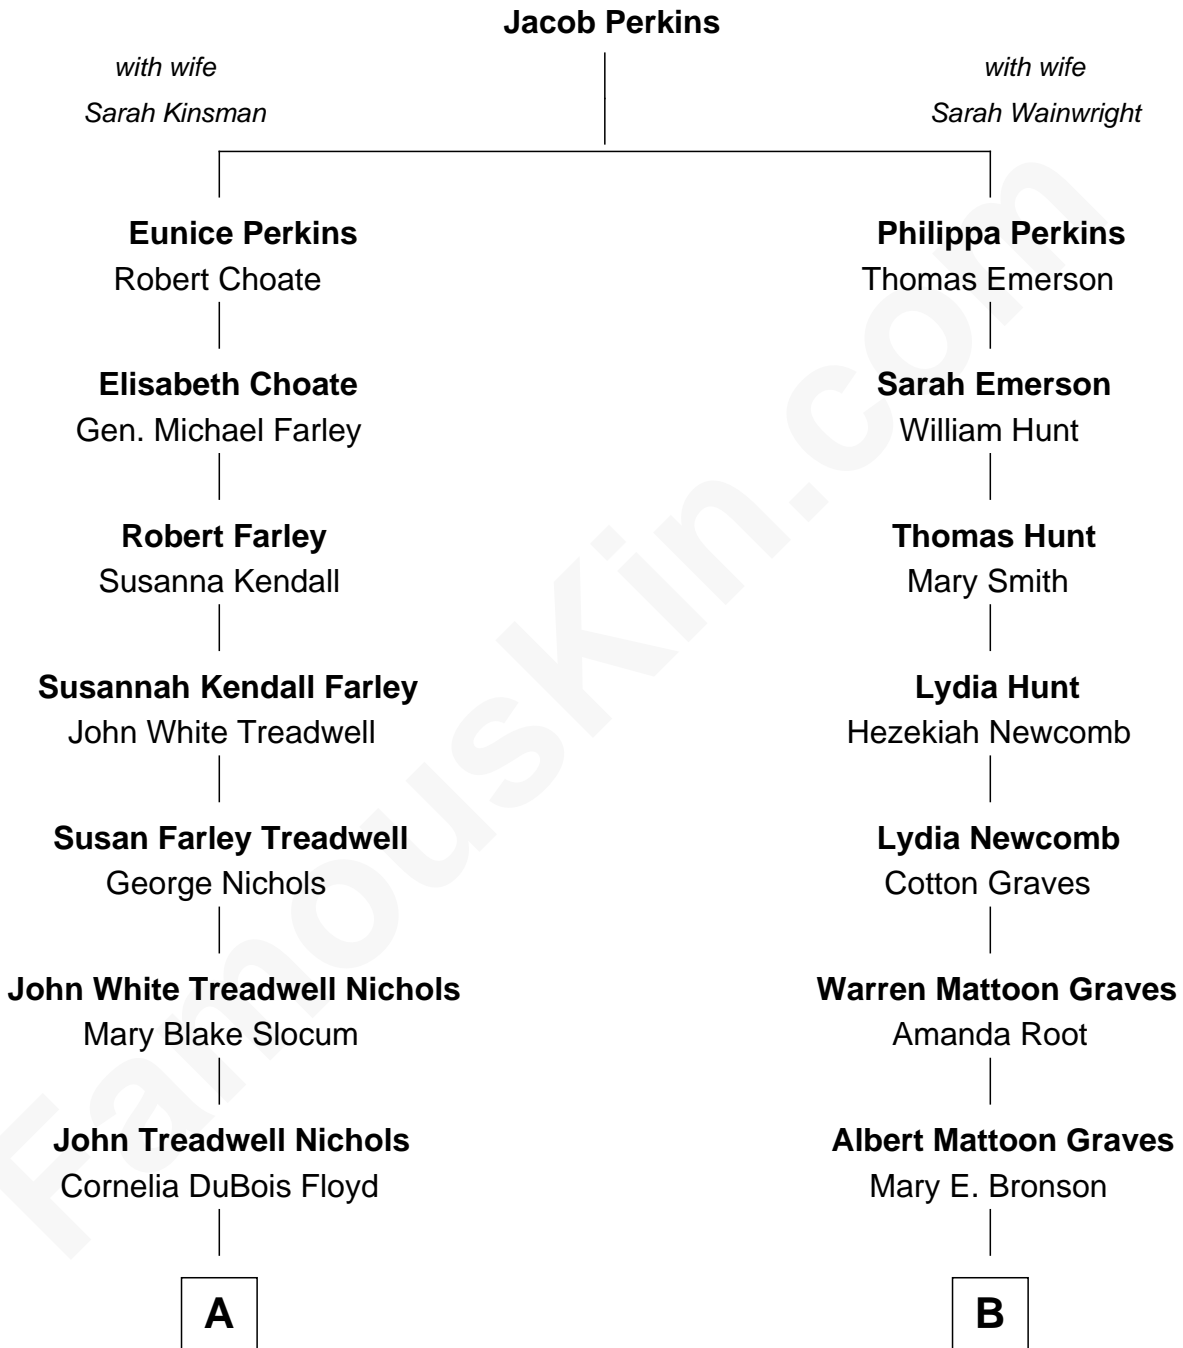 Jacob Perkins
with wife
Sarah Kinsman
with wife
Sarah Wainwright
Eunice Perkins
Robert Choate
Philippa Perkins
Thomas Emerson
Elisabeth Choate
Gen. Michael Farley
Sarah Emerson
William Hunt
Robert Farley
Susanna Kendall
Thomas Hunt
Mary Smith
Susannah Kendall Farley
John White Treadwell
Lydia Hunt
Hezekiah Newcomb
Susan Farley Treadwell
George Nichols
Lydia Newcomb
Cotton Graves
John White Treadwell Nichols
Mary Blake Slocum
Warren Mattoon Graves
Amanda Root
John Treadwell Nichols
Cornelia DuBois Floyd
Albert Mattoon Graves
Mary E. Bronson
A
B
FamousKin.com